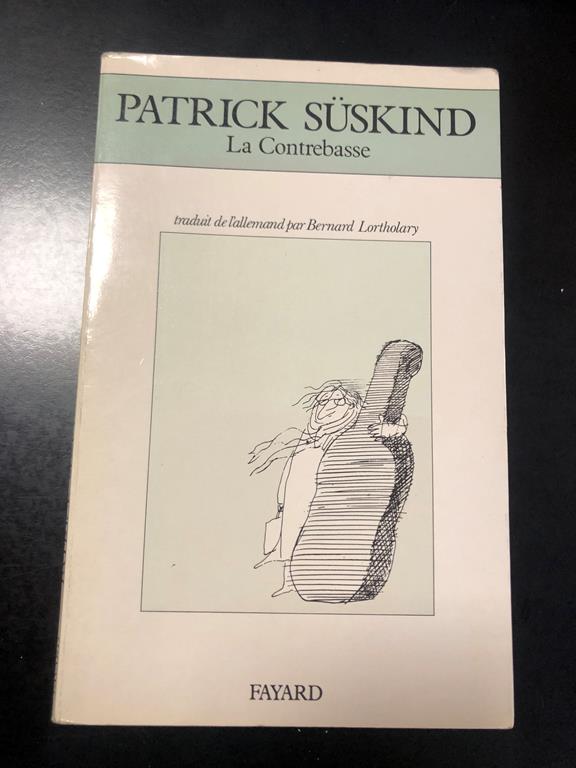 PATRICK SÜSKIND
La Contrebasse
traduit de l'allemand par Bernard Lortholary
FAYARD